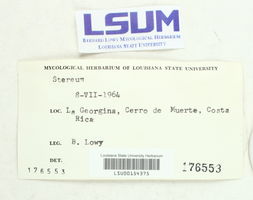 LSUM
BERNARD LOWY MYCOLOGICAL HERBARIUM
LOUISIANA STATE UNIVERSITY
MYCOLOGICAL HERBARIUM OF LOUISIANA STATE UNIVERSITY
Stereum
8-VII-1964
LOC. La Georgina, Cerro de Muerte, Costa
Rica
LEG. B. Lowy
DET.
Louisiana State University Herbarium
LSU00154375
176553
176553